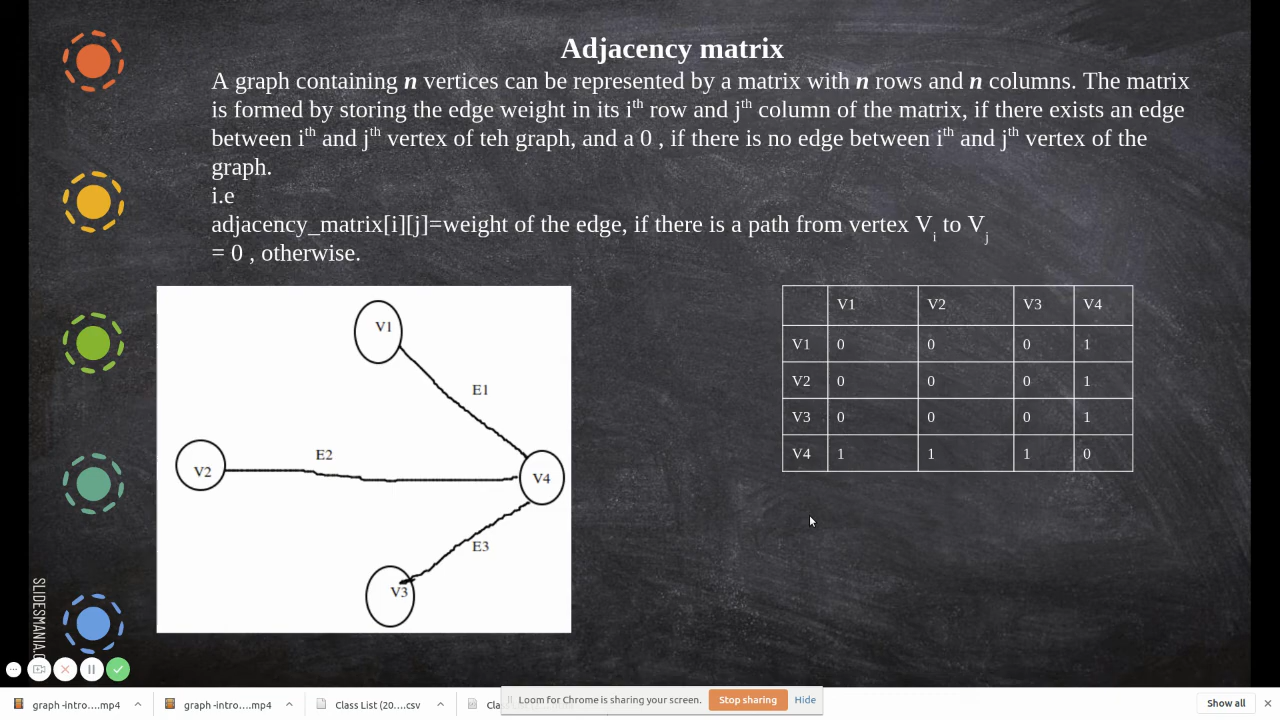 Adjacency matrix
A graph containing n vertices can be represented by a matrix with n rows and n columns. The matrix
is formed by storing the edge weight in its ith row and jth column of the matrix, if there exists an edge
between ith and jth vertex of teh graph, and a 0 , if there is no edge between ith and jth vertex of the
graph.
i.e
adjacency_matrix[i][j]=weight of the edge, if there is a path from vertex Vi to Vj
= 0 , otherwise.
V1
E1
E2
V2
V4
E3
V3
V1 V2 V3 V4
V1 0 0 0 1
V2 0 0 0 1
V3 0 0 0 1
V4 1 1 1 0
SLIDESMANIA.C
graph -intro....mp4
graph -intro....mp4
Class List (20....csv
Cla
Loom for Chrome is sharing your screen.
Stop sharing
Hide
Show all